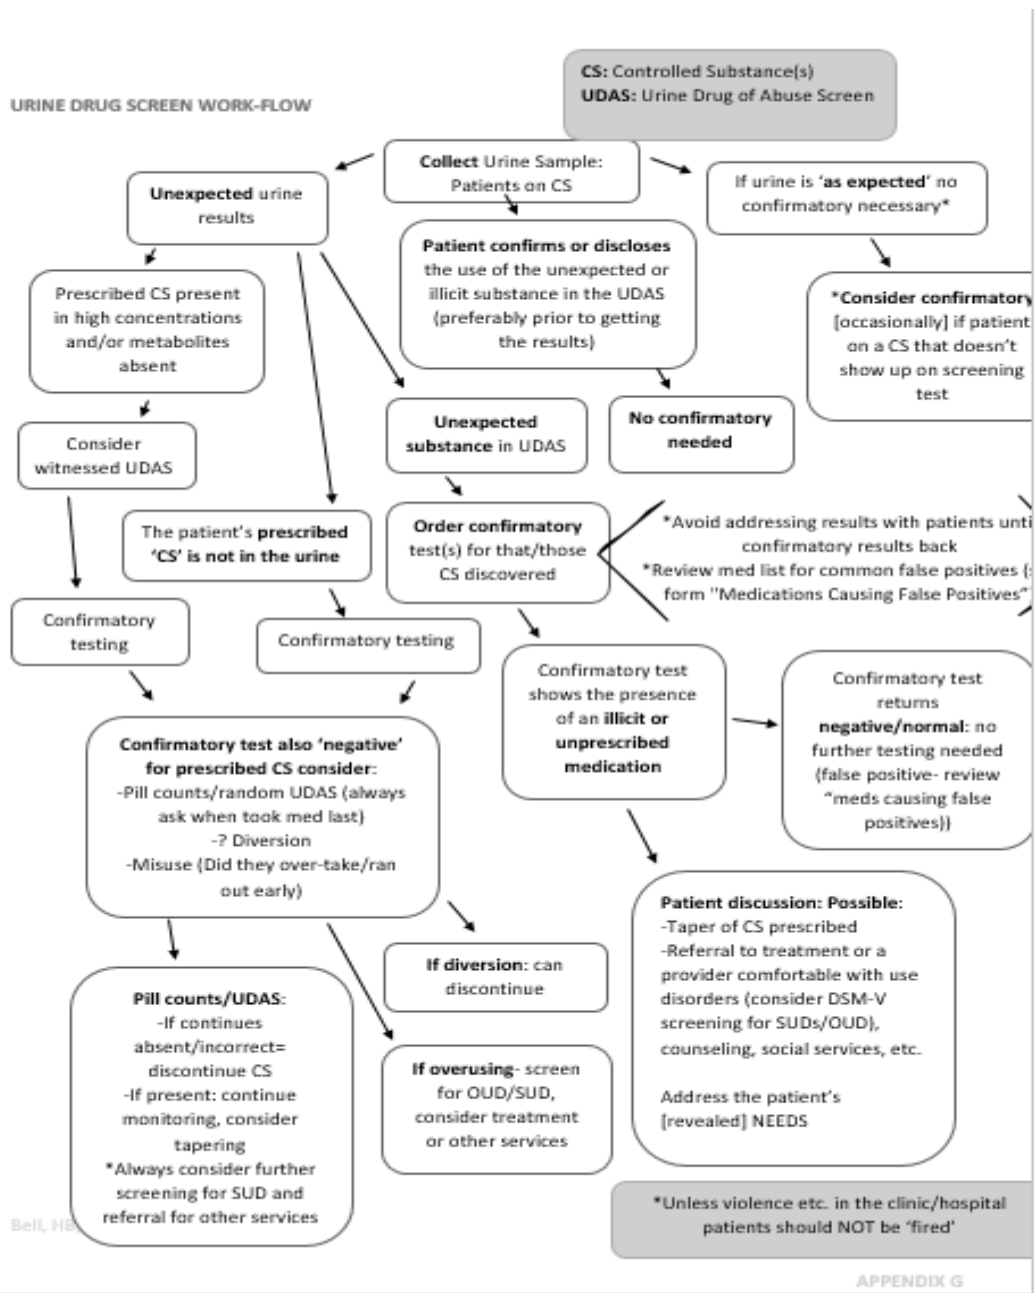 CS: Controlled Substance(s)
UDAS: Urine Drug of Abuse Screen
URINE DRUG SCREEN WORK-FLOW
Collect Urine Sample:
Patients on CS
Unexpected urine
results
If urine is ‘as expected’ no
confirmatory necessary*
Patient confirms or discloses
the use of the unexpected or
illicit substance in the UDAS
(preferably prior to getting
the results)
Prescribed CS present
in high concentrations
and/or metabolites
absent
*Consider confirmatory
[occasionally] if patient
on a CS that doesn’t
show up on screening
test
Unexpected
substance in UDAS
No confirmatory
needed
Consider
witnessed UDAS
The patient’s prescribed
‘CS’ is not in the urine
Order confirmatory
test(s) for that/those
CS discovered
*Avoid addressing results with patients unti
confirmatory results back
*Review med list for common false positives (
form "Medications Causing False Positives"
Confirmatory
testing
Confirmatory testing
Confirmatory test
shows the presence
of an illicit or
unprescribed
medication
Confirmatory test
returns
negative/normal: no
further testing needed
(false positive- review
“meds causing false
positives))
Confirmatory test also ‘negative’
for prescribed CS consider:
-Pill counts/random UDAS (always
ask when took med last)
-? Diversion
-Misuse (Did they over-take/ran
out early)
Patient discussion: Possible:
-Taper of CS prescribed
-Referral to treatment or a
provider comfortable with use
disorders (consider DSM-V
screening for SUDs/OUD),
counseling, social services, etc.
Address the patient’s
[revealed] NEEDS
If diversion: can
discontinue
Pill counts/UDAS:
-If continues
absent/incorrect=
discontinue CS
-If present: continue
monitoring, consider
tapering
*Always consider further
screening for SUD and
referral for other services
If overusing- screen
for OUD/SUD,
consider treatment
or other services
*Unless violence etc. in the clinic/hospital
patients should NOT be ‘fired’
Bell, HB
APPENDIX G